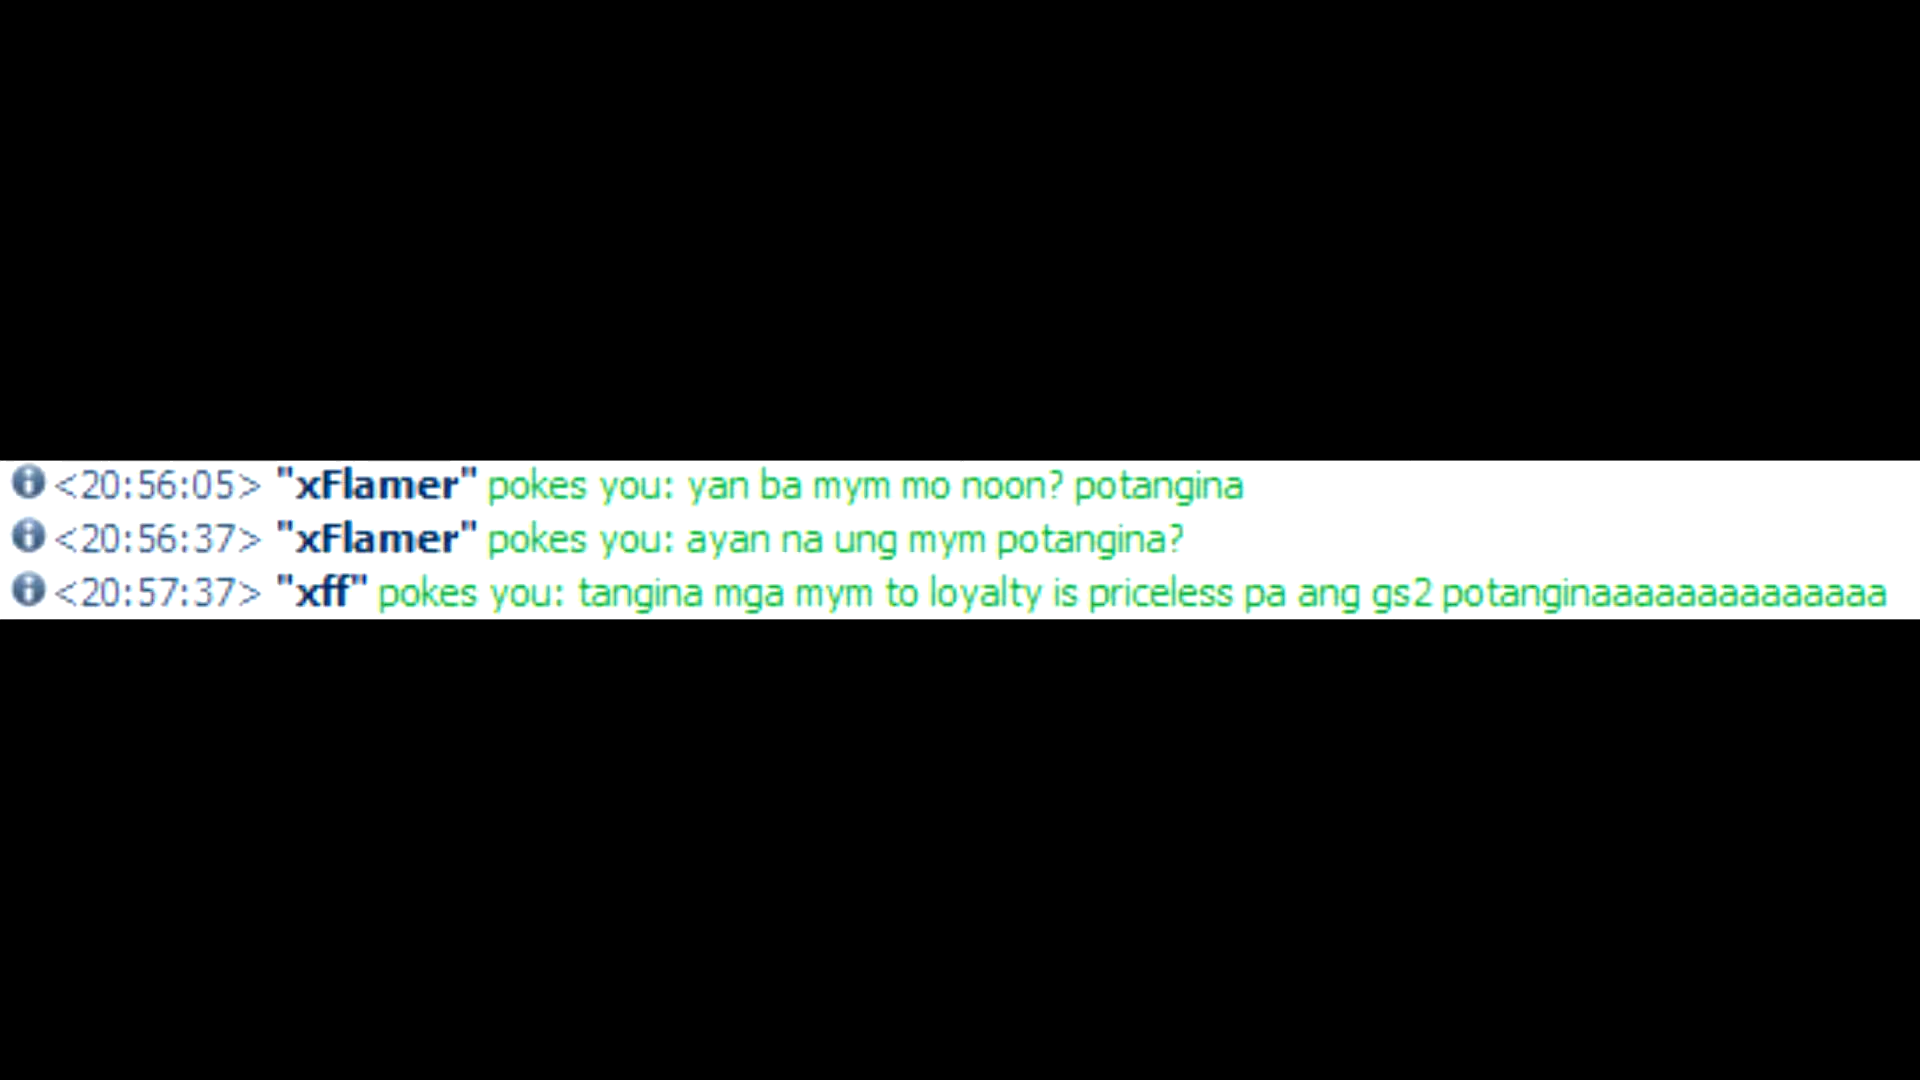 <20:56:05> "xFlamer" pokes you: yan ba mym mo noon? potangina
<20:56:37> "xFlamer" pokes you: ayan na ung mym potangina?
<20:57:37> "xff" pokes you: tangina mga mym to loyalty is priceless pa ang gs2 potanginaaaaaaaaaaaaaa